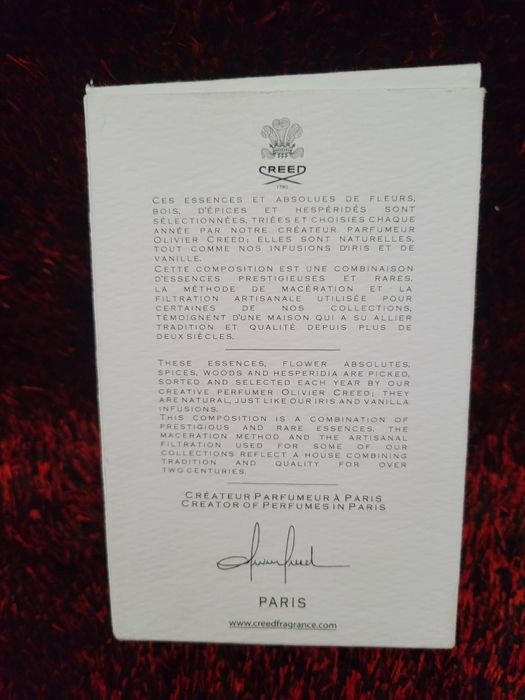 CREED
1760
CES ESSENCES ET ABSOLUES DE FLEURS,
BOIS, D'ÉPICES ET HESPÉRIDÉS SONT
SÉLECTIONNÉES, TRIÉES ET CHOISIES CHAQUE
ANNÉE PAR NOTRE CRÉATEUR PARFUMEUR
OLIVIER CREED; ELLES SONT NATURELLES,
TOUT COMME NOS INFUSIONS D'IRIS ET DE
VANILLE.
CETTE COMPOSITION EST UNE COMBINAISON
D'ESSENCES PRESTIGIEUSES ET RARES.
LA MÉTHODE DE MACÉRATION ET LA
FILTRATION ARTISANALE UTILISÉE POUR
CERTAINES DE NOS COLLECTIONS,
TÉMOIGNENT D'UNE MAISON QUI A SU ALLIER
TRADITION ET QUALITÉ DEPUIS PLUS DE
DEUX SIÈCLES.
THESE ESSENCES, FLOWER ABSOLUTES,
SPICES, WOODS AND HESPERIDIA ARE PICKED,
SORTED AND SELECTED EACH YEAR BY OUR
CREATIVE PERFUMER OLIVIER CREED; THEY
ARE NATURAL, JUST LIKE OUR IRIS AND VANILLA
INFUSIONS.
THIS COMPOSITION IS A COMBINATION OF
PRESTIGIOUS AND RARE ESSENCES. THE
MACERATION METHOD AND THE ARTISANAL
FILTRATION USED FOR SOME OF OUR
COLLECTIONS REFLECT A HOUSE COMBINING
TRADITION AND QUALITY FOR OVER
TWO CENTURIES.
CRÉATEUR PARFUMEUR À PARIS
CREATOR OF PERFUMES IN PARIS
PARIS
www.creedfragrance.com